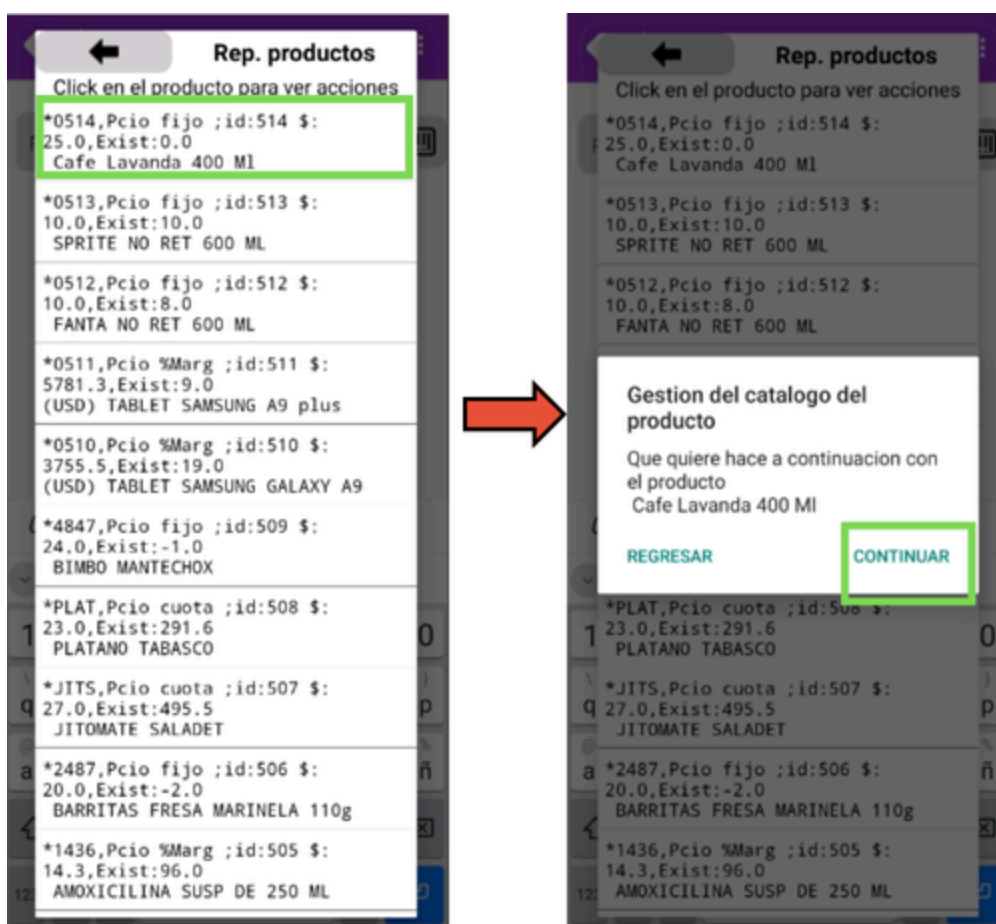 Rep. productos
Click en el producto para ver acciones
*0514,Pcio fijo ;id:514 $:
25.0,Exist:0.0
Cafe Lavanda 400 Ml
*0513,Pcio fijo ;id:513 $:
10.0,Exist:10.0
SPRITE NO RET 600 ML
*0512,Pcio fijo ;id:512 $:
10.0,Exist:8.0
FANTA NO RET 600 ML
*0511,Pcio %Marg ;id:511 $:
5781.3,Exist:9.0
(USD) TABLET SAMSUNG A9 plus
*0510,Pcio %Marg ;id:510 $:
3755.5,Exist:19.0
(USD) TABLET SAMSUNG GALAXY A9
*4847,Pcio fijo ;id:509 $:
24.0,Exist:-1.0
BIMBO MANTECHOX
*PLAT,Pcio cuota ;id:508 $:
23.0,Exist:291.6
PLATANO TABASCO
*JITS,Pcio cuota ;id:507 $:
27.0,Exist:495.5
JITOMATE SALADET
*2487,Pcio fijo ;id:506 $:
20.0,Exist:-2.0
BARRITAS FRESA MARINELA 110g
*1436,Pcio %Marg ;id:505 $:
14.3,Exist:96.0
AMOXICILINA SUSP DE 250 ML
1 0
q p
a ñ
Rep. productos
Click en el producto para ver acciones
*0514,Pcio fijo ;id:514 $:
25.0,Exist:0.0
Cafe Lavanda 400 Ml
*0513,Pcio fijo ;id:513 $:
10.0,Exist:10.0
SPRITE NO RET 600 ML
*0512,Pcio fijo ;id:512 $:
10.0,Exist:8.0
FANTA NO RET 600 ML
Gestion del catalogo del
producto
Que quiere hace a continuacion con
el producto
Cafe Lavanda 400 Ml
REGRESAR CONTINUAR
*PLAT,Pcio cuota ;id:508 $:
23.0,Exist:291.6
PLATANO TABASCO
*JITS,Pcio cuota ;id:507 $:
27.0,Exist:495.5
JITOMATE SALADET
*2487,Pcio fijo ;id:506 $:
20.0,Exist:-2.0
BARRITAS FRESA MARINELA 110g
*1436,Pcio %Marg ;id:505 $:
14.3,Exist:96.0
AMOXICILINA SUSP DE 250 ML
1 0
q p
a ñ